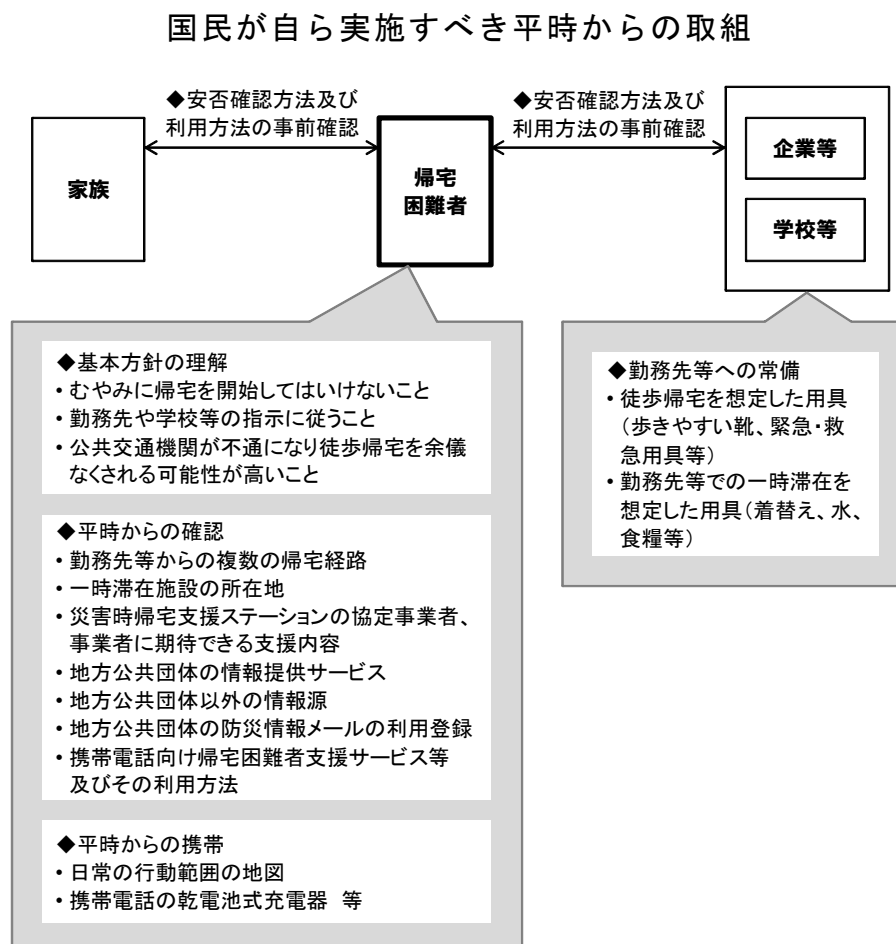 国民が自ら実施すべき平時からの取組
◆安否確認方法及び
利用方法の事前確認
◆安否確認方法及び
利用方法の事前確認
家族
帰宅
困難者
企業等
学校等
◆基本方針の理解
・むやみに帰宅を開始してはいけないこと
・勤務先や学校等の指示に従うこと
・公共交通機関が不通になり徒歩帰宅を余儀
なくされる可能性が高いこと
◆平時からの確認
・勤務先等からの複数の帰宅経路
・一時滞在施設の所在地
・災害時帰宅支援ステーションの協定事業者、
事業者に期待できる支援内容
・地方公共団体の情報提供サービス
・地方公共団体以外の情報源
・地方公共団体の防災情報メールの利用登録
・携帯電話向け帰宅困難者支援サービス等
及びその利用方法
◆平時からの携帯
・日常の行動範囲の地図
・携帯電話の乾電池式充電器 等
◆勤務先等への常備
・徒歩帰宅を想定した用具
(歩きやすい靴、緊急・救
急用具等)
・勤務先等での一時滞在を
想定した用具(着替え、水、
食糧等)